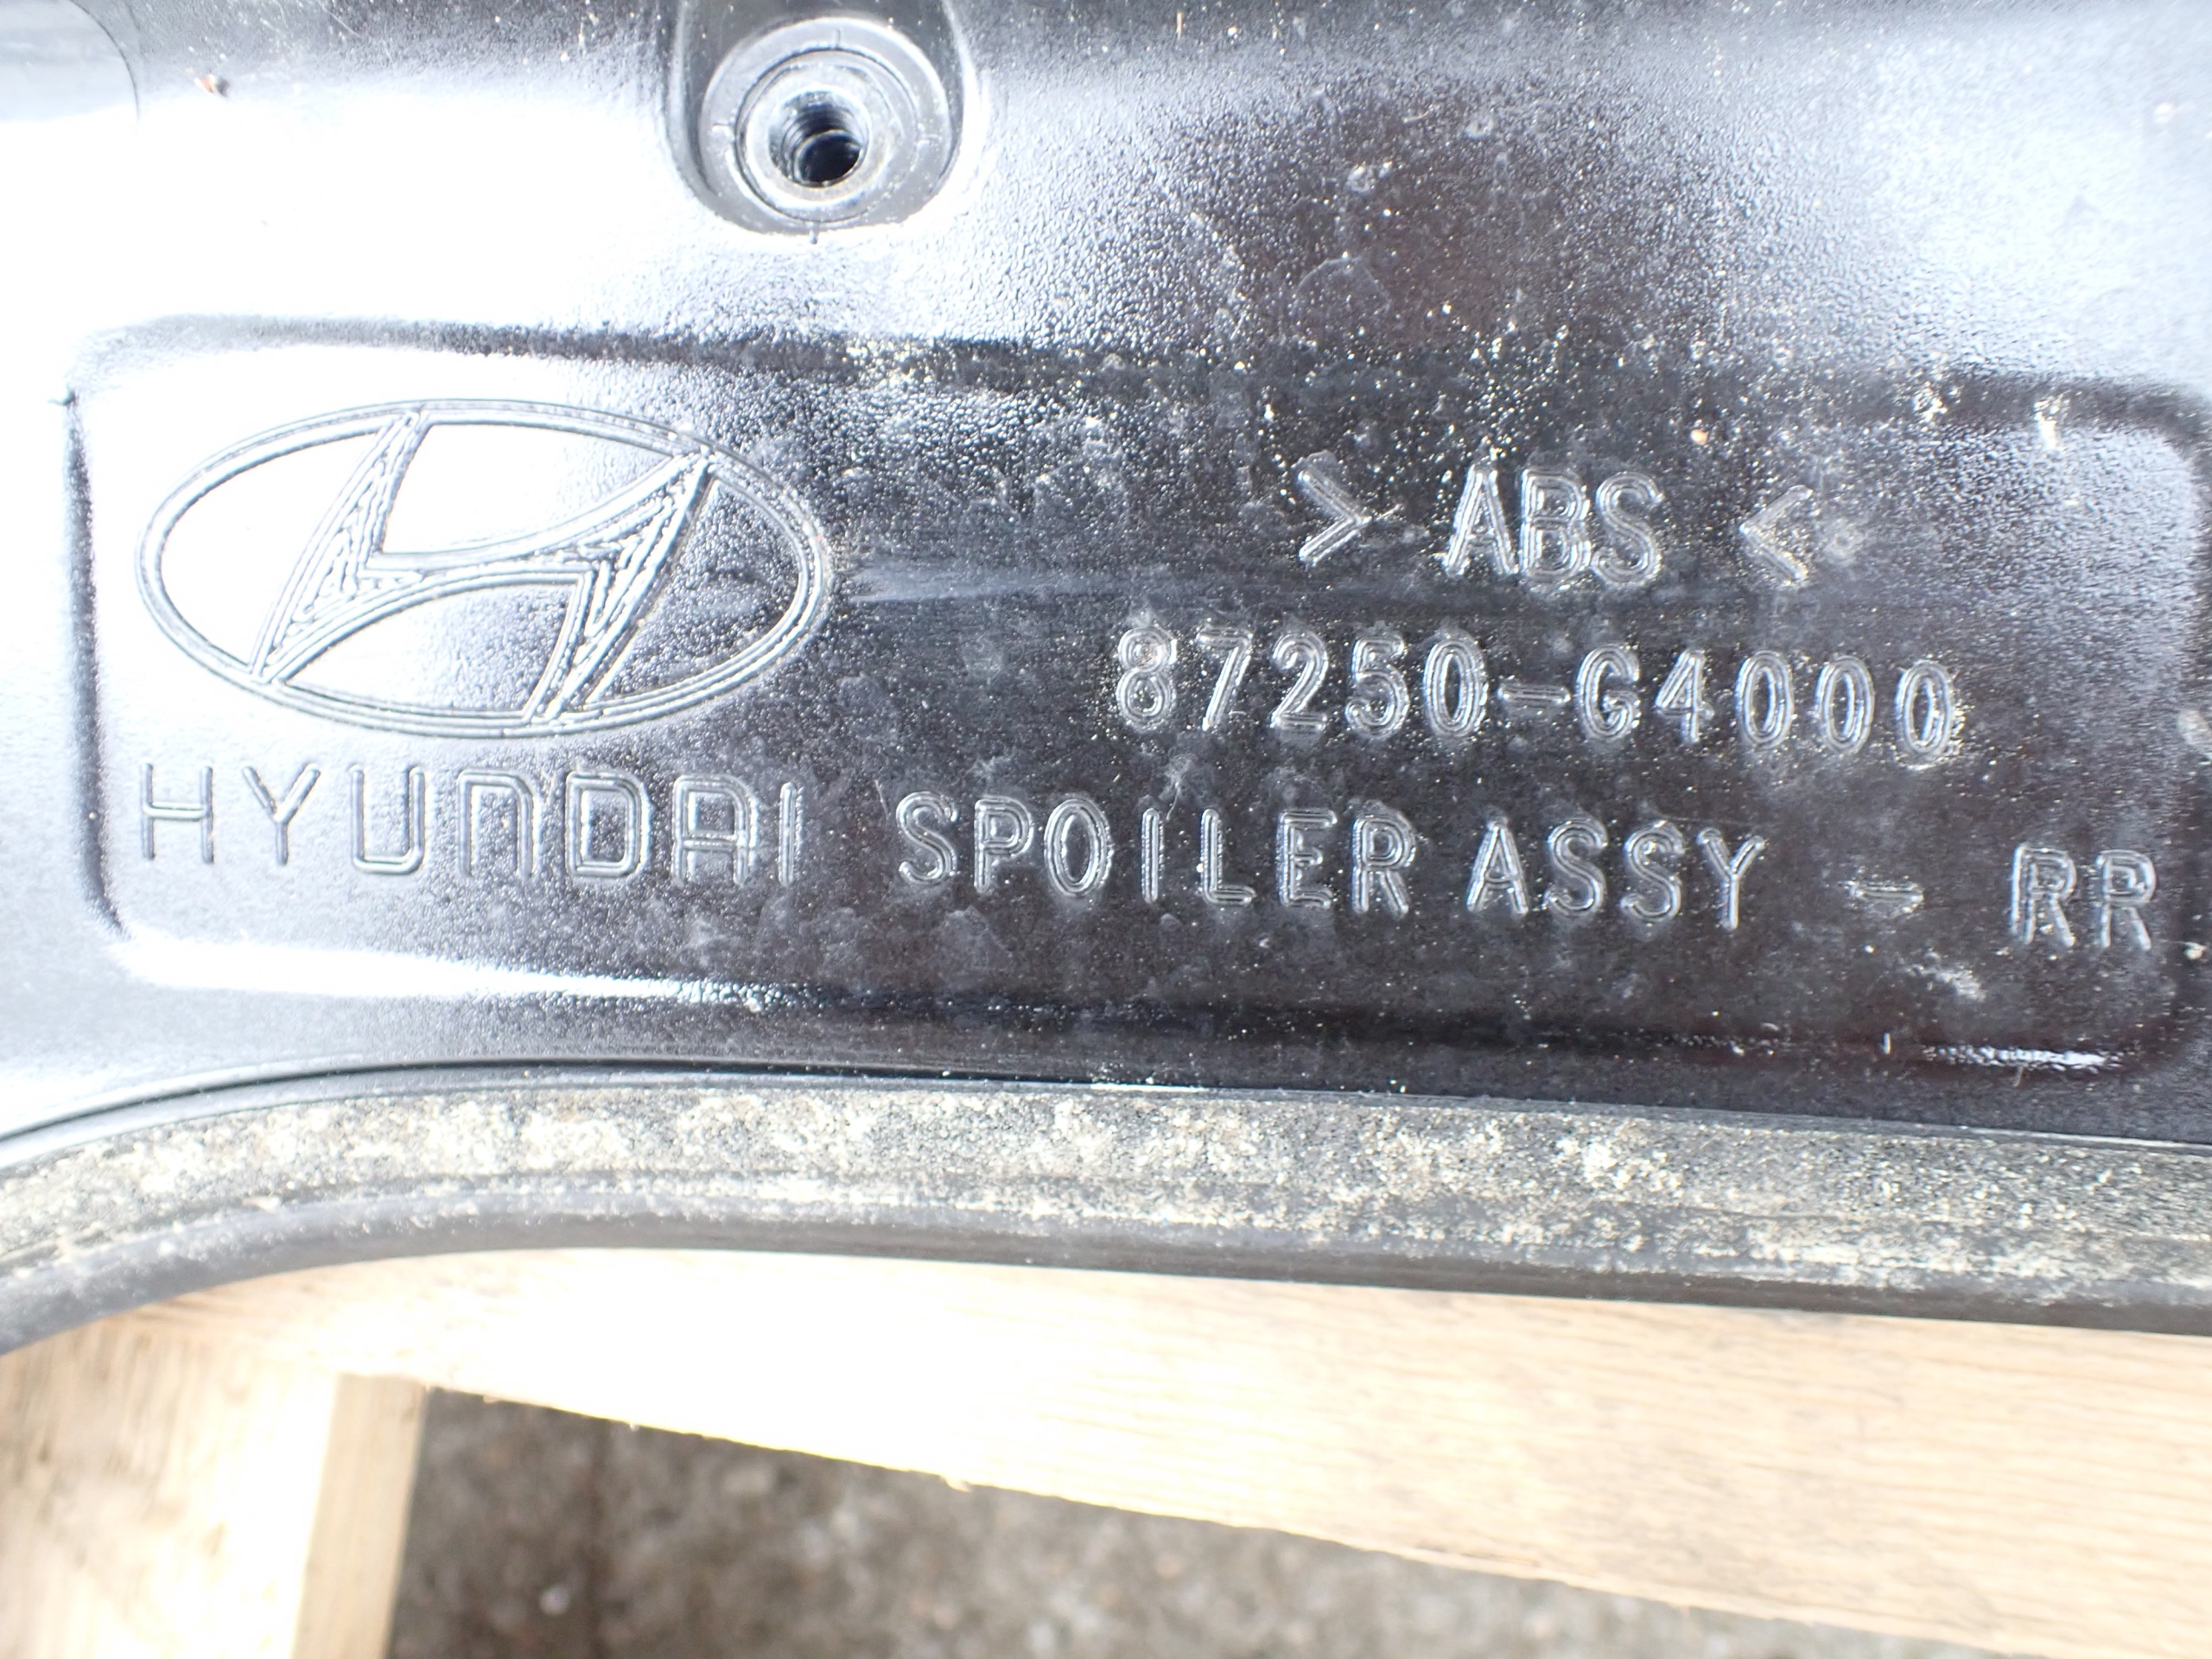 > ABS <
87250-G4000
HYUNDAI SPOILER ASSY - RR